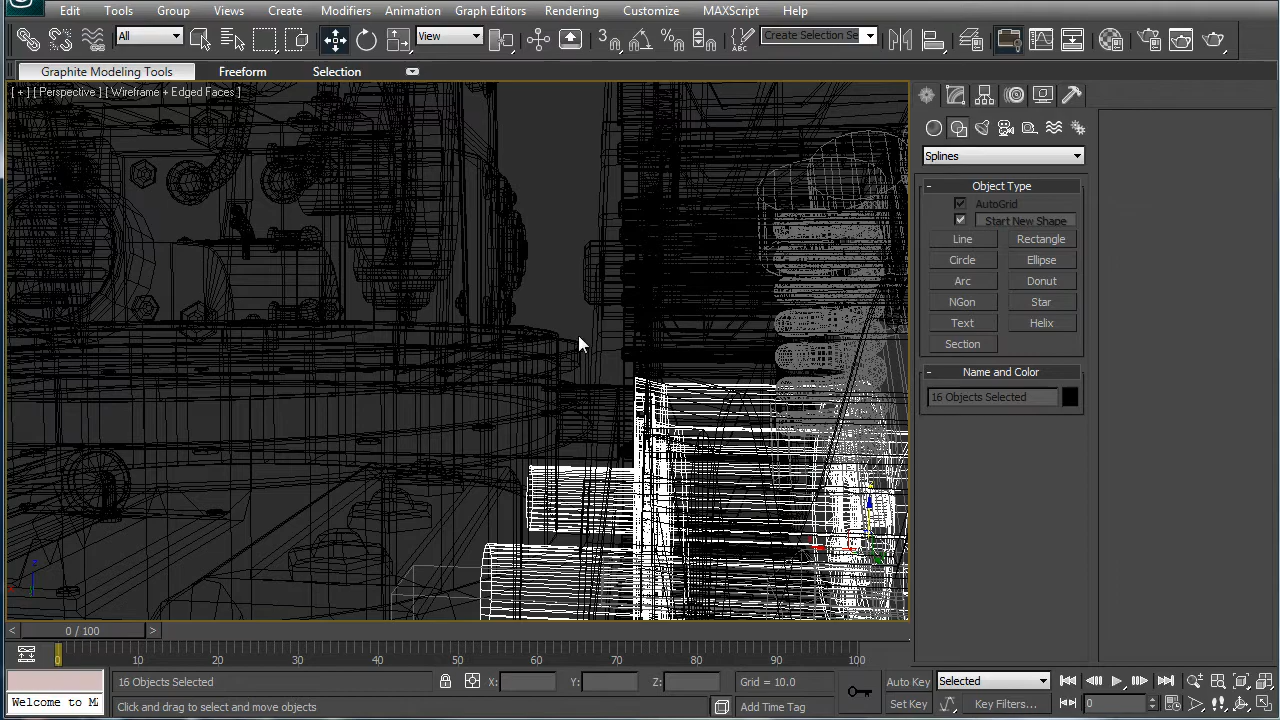 Edit Tools Group Views Create Modifiers Animation Graph Editors Rendering Customize MAXScript Help
All View 3 Create Selection Se
Graphite Modeling Tools Freeform Selection
[ + ] [ Perspective ] [ Wireframe + Edged Faces ]
Splines
- Object Type
AutoGrid
Start New Shape
Line Rectangle
Circle Ellipse
Arc Donut
NGon Star
Text Helix
Section
- Name and Color
16 Objects Selected
< 0 / 100 >
0 10 20 30 40 50 60 70 80 90 100
16 Objects Selected X: Y: Z: Grid = 10.0 Auto Key Selected
Welcome to M Click and drag to select and move objects Add Time Tag Set Key Key Filters... 0